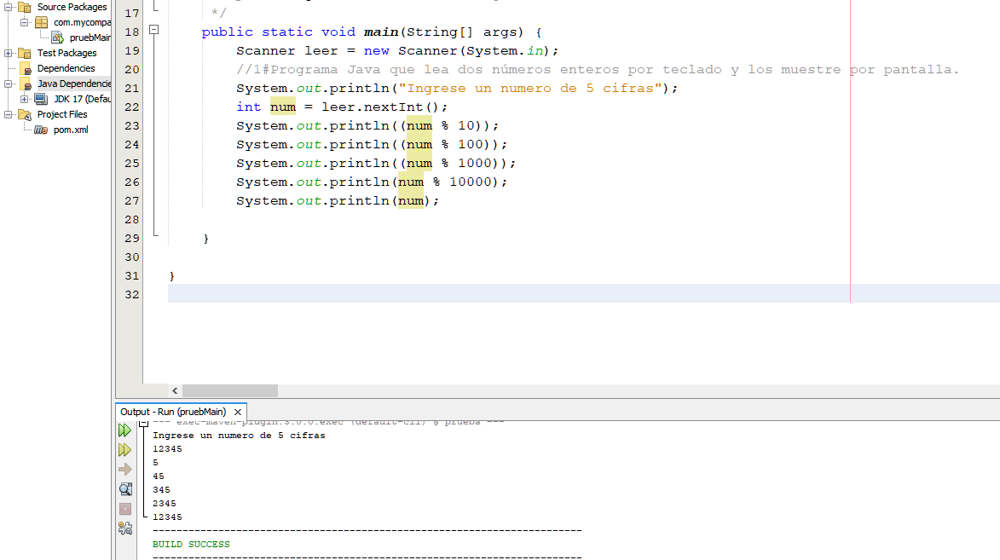 Source Packages
com.mycompa
pruebMain
Test Packages
Dependencies
Java Dependencie
JDK 17 (Defau
Project Files
pom.xml
17 */
18 public static void main(String[] args) {
19 Scanner leer = new Scanner(System.in);
20 //1#Programa Java que lea dos números enteros por teclado y los muestre por pantalla.
21 System.out.println("Ingrese un numero de 5 cifras");
22 int num = leer.nextInt();
23 System.out.println((num % 10));
24 System.out.println((num % 100));
25 System.out.println((num % 1000));
26 System.out.println(num % 10000);
27 System.out.println(num);
28
29 }
30
31 }
32
Output - Run (pruebMain)
--- exec-maven-plugin:3.0.0:exec (default-cli) @ prueba ---
Ingrese un numero de 5 cifras
12345
5
45
345
2345
12345
------------------------------------------------------------------------
BUILD SUCCESS
------------------------------------------------------------------------